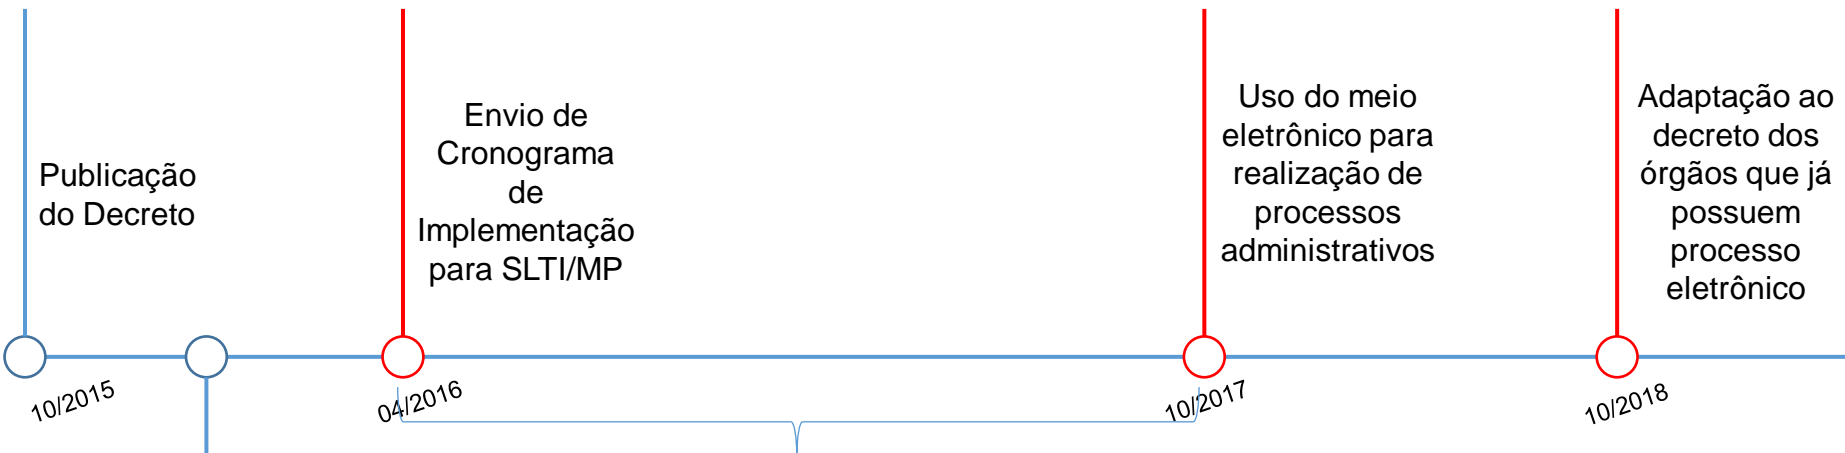 Publicação
do Decreto
Envio de
Cronograma
de
Implementação
para SLTI/MP
Uso do meio
eletrônico para
realização de
processos
administrativos
Adaptação ao
decreto dos
órgãos que já
possuem
processo
eletrônico
10/2015
04/2016
10/2017
10/2018